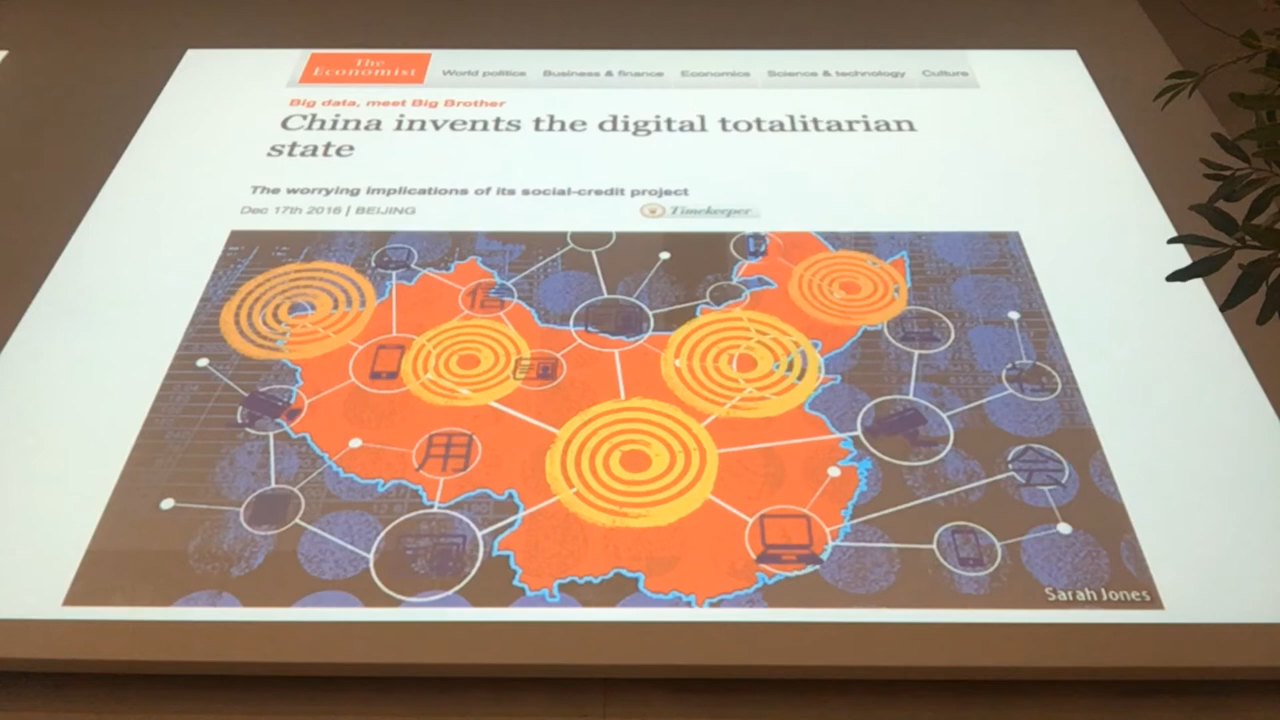 The
Economist
World politics Business & finance Economics Science & technology Culture
Big data, meet Big Brother
China invents the digital totalitarian
state
The worrying implications of its social-credit project
Dec 17th 2016 | BEIJING
Timekeeper
信
用
会
Sarah Jones